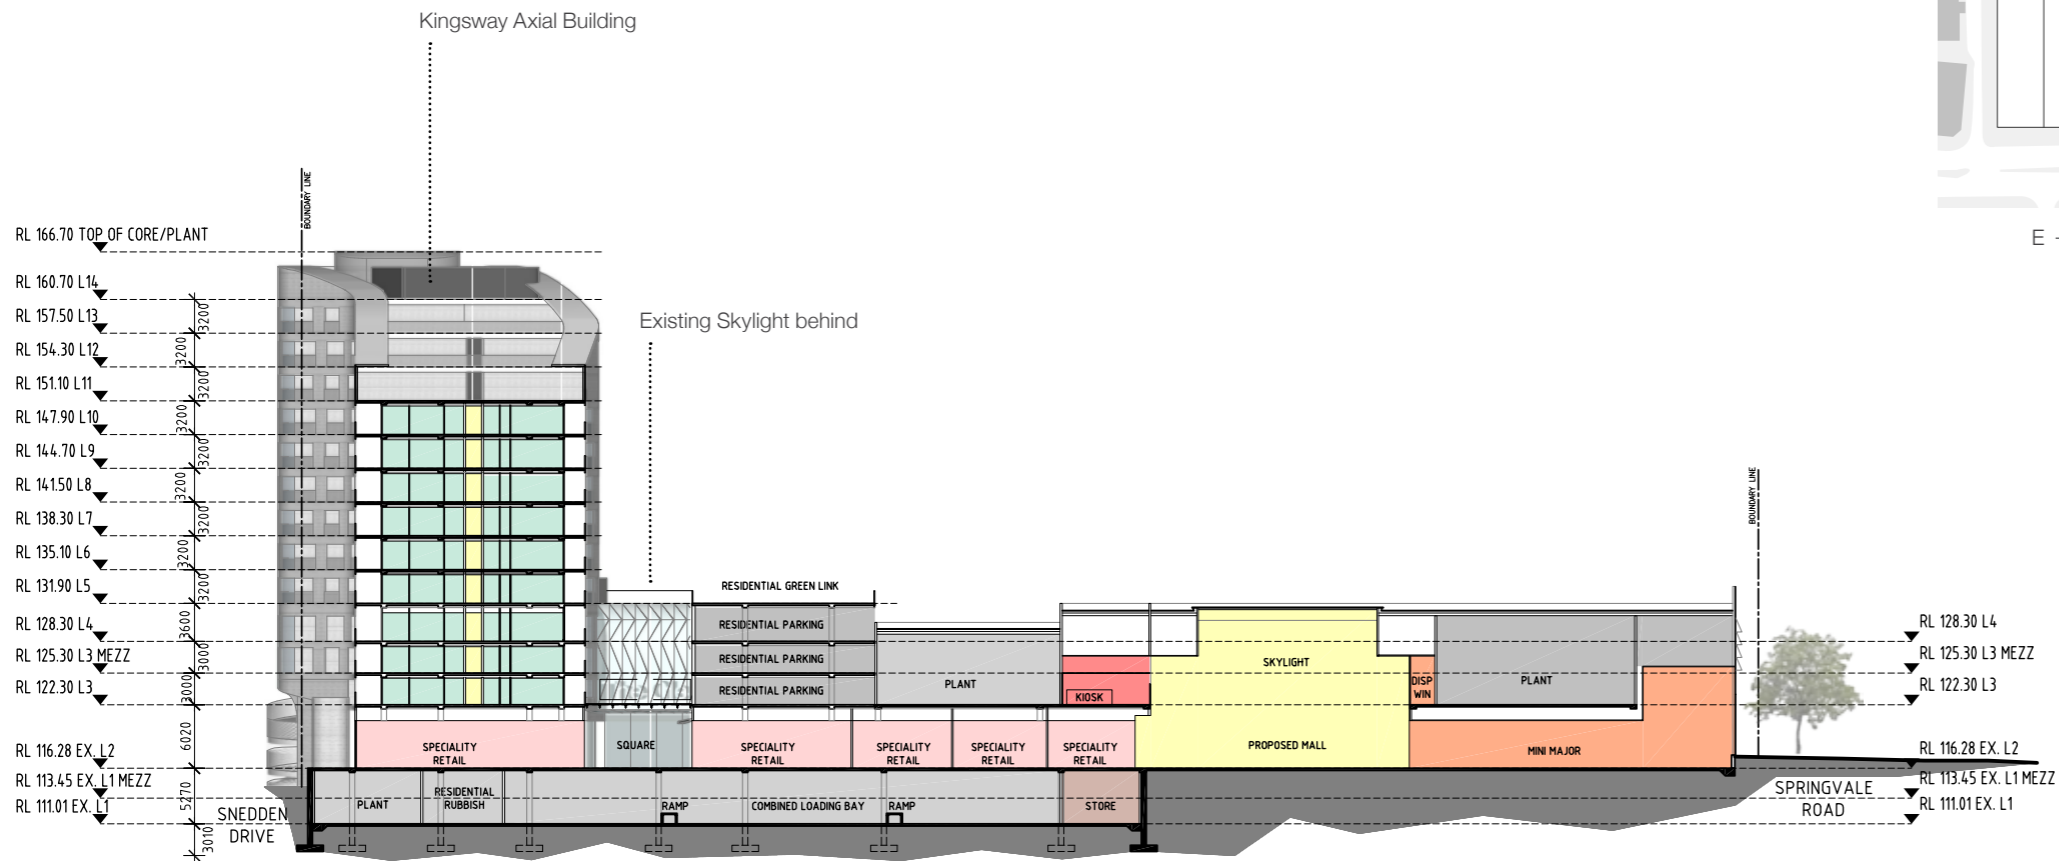 Kingsway Axial Building
E -
BOUNDARY LINE
RL 166.70 TOP OF CORE/PLANT
RL 160.70 L14
3200
RL 157.50 L13
3200
RL 154.30 L12
3200
RL 151.10 L11
3200
RL 147.90 L10
3200
RL 144.70 L9
3200
RL 141.50 L8
3200
RL 138.30 L7
3200
RL 135.10 L6
3200
RL 131.90 L5
3600
RL 128.30 L4
3000
RL 125.30 L3 MEZZ
3000
RL 122.30 L3
6020
RL 116.28 EX. L2
RL 113.45 EX. L1 MEZZ
5270
RL 111.01 EX. L1
3010
SNEDDEN
DRIVE
Existing Skylight behind
RESIDENTIAL GREEN LINK
RESIDENTIAL PARKING
RESIDENTIAL PARKING
RESIDENTIAL PARKING
PLANT
KIOSK
SKYLIGHT
DISP
WIN
PLANT
SPECIALITY
RETAIL
SQUARE
SPECIALITY
RETAIL
SPECIALITY
RETAIL
SPECIALITY
RETAIL
SPECIALITY
RETAIL
PROPOSED MALL
MINI MAJOR
PLANT
RESIDENTIAL
RUBBISH
RAMP
COMBINED LOADING BAY
RAMP
STORE
BOUNDARY LINE
SPRINGVALE
ROAD
RL 128.30 L4
RL 125.30 L3 MEZZ
RL 122.30 L3
RL 116.28 EX. L2
RL 113.45 EX. L1 MEZZ
RL 111.01 EX. L1